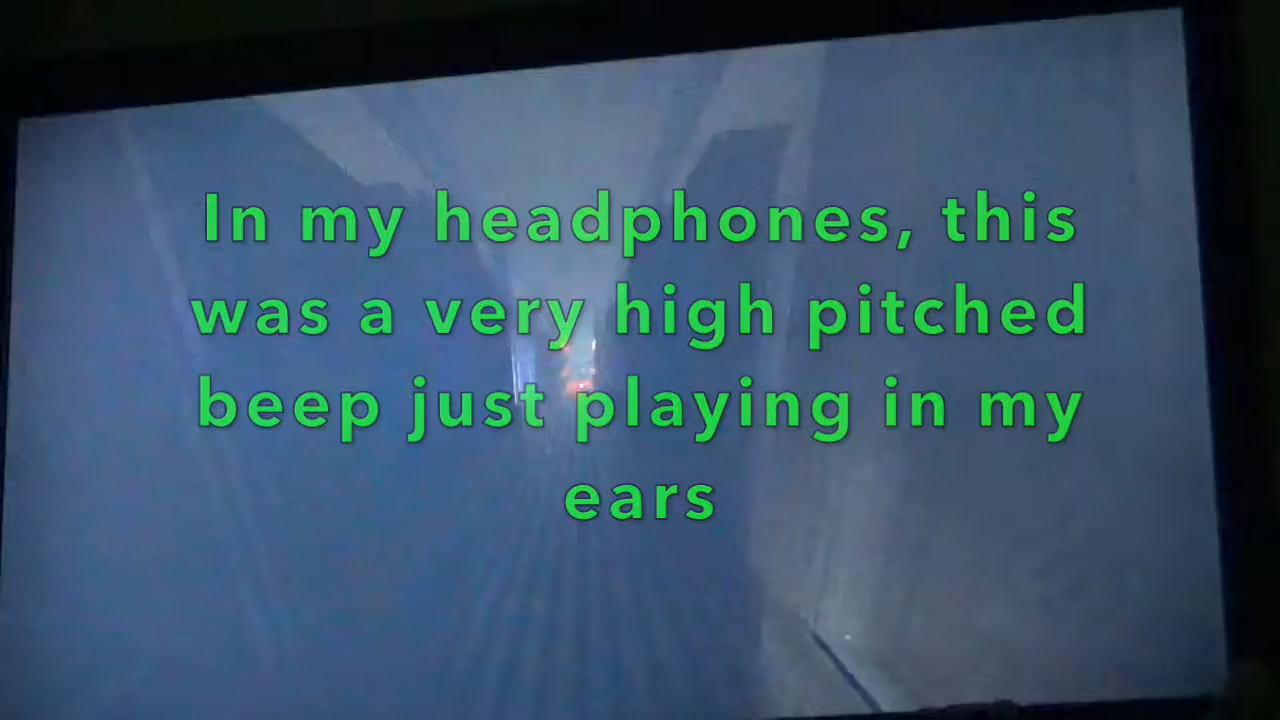 In my headphones, this
was a very high pitched
beep just playing in my
ears